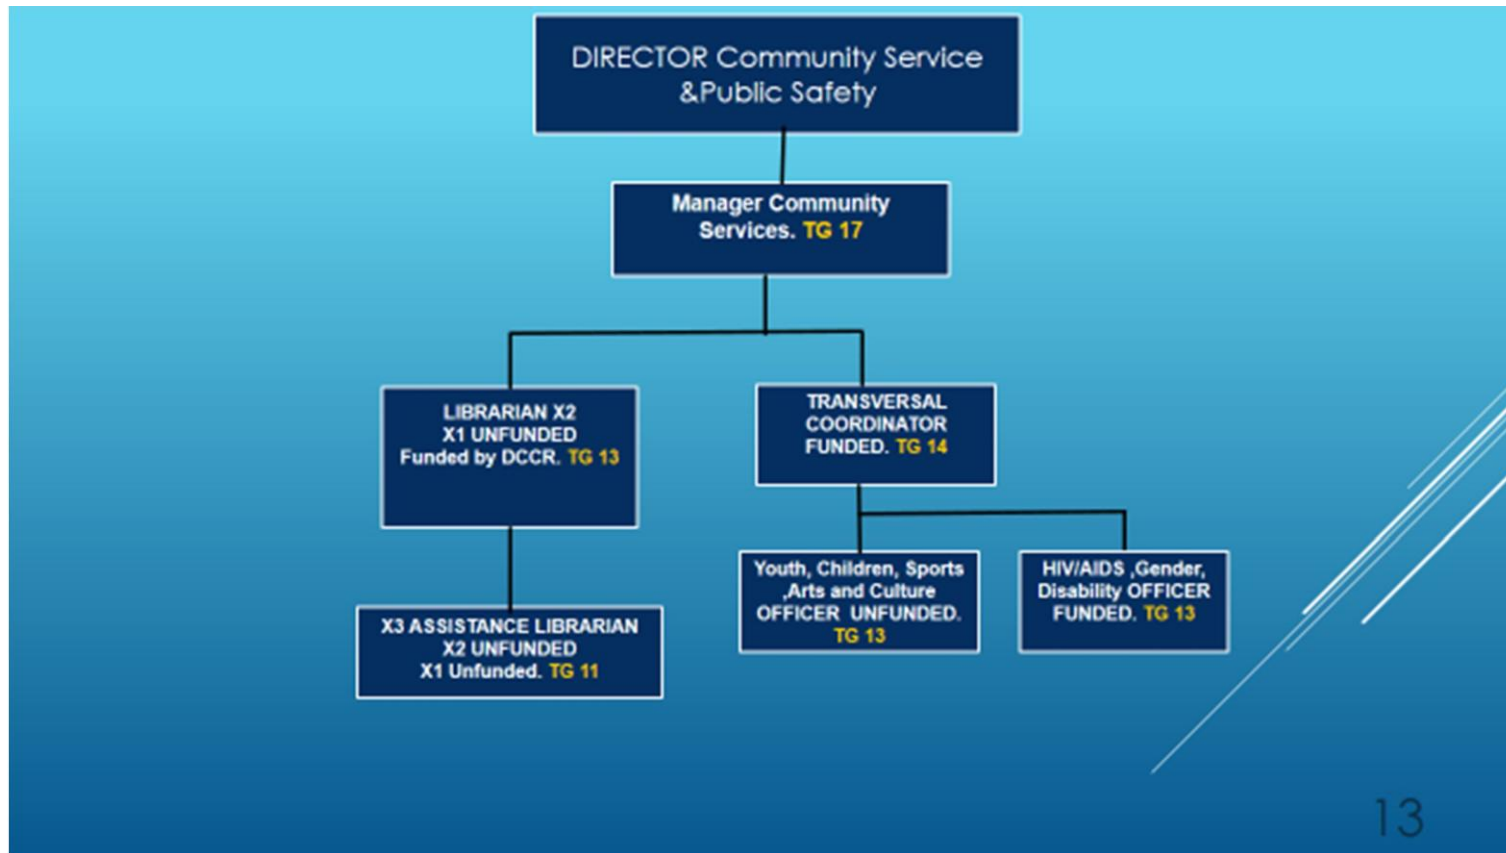 DIRECTOR Community Service
&Public Safety
Manager Community
Services. TG 17
LIBRARIAN X2
X1 UNFUNDED
Funded by DCCR. TG 13
TRANSVERSAL
COORDINATOR
FUNDED. TG 14
X3 ASSISTANCE LIBRARIAN
X2 UNFUNDED
X1 Unfunded. TG 11
Youth, Children, Sports
,Arts and Culture
OFFICER UNFUNDED.
TG 13
HIV/AIDS ,Gender,
Disability OFFICER
FUNDED. TG 13
13